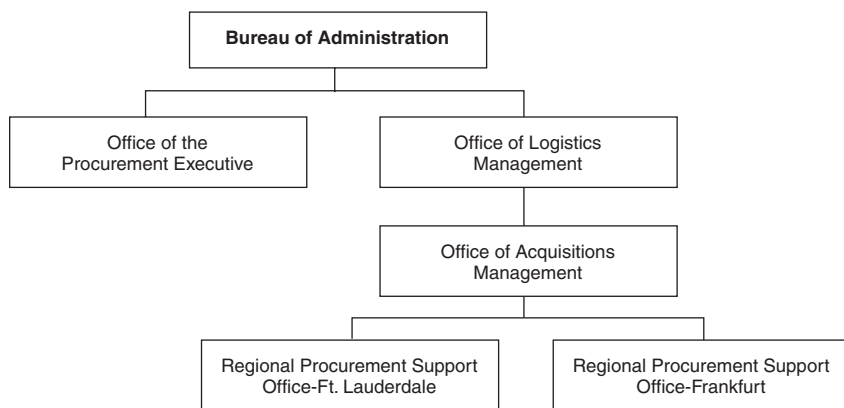 Bureau of Administration
Office of the
Procurement Executive
Office of Logistics
Management
Office of Acquisitions
Management
Regional Procurement Support
Office-Ft. Lauderdale
Regional Procurement Support
Office-Frankfurt